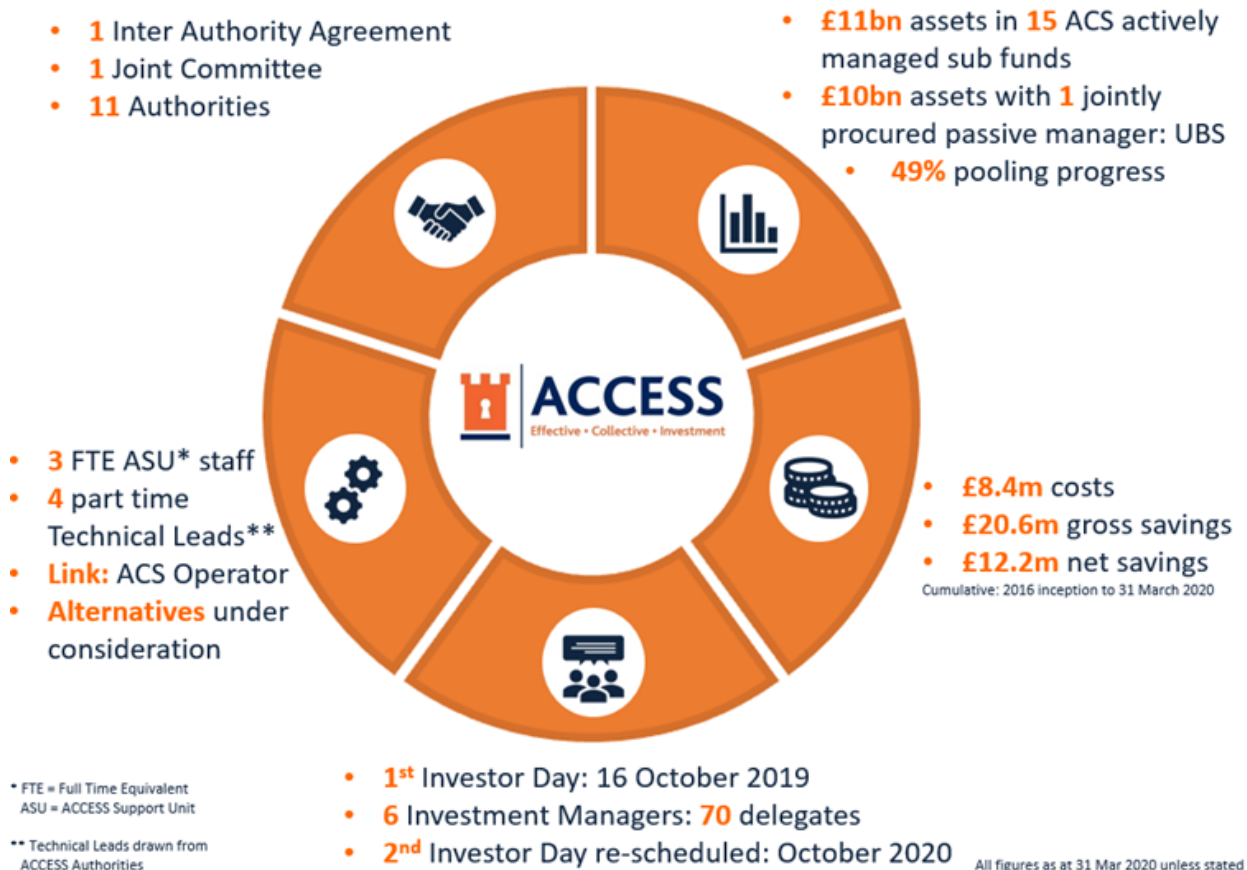 • 1 Inter Authority Agreement
• 1 Joint Committee
• 11 Authorities
• £11bn assets in 15 ACS actively
managed sub funds
• £10bn assets with 1 jointly
procured passive manager: UBS
• 49% pooling progress
ACCESS
Effective • Collective • Investment
• 3 FTE ASU* staff
• 4 part time
Technical Leads**
• Link: ACS Operator
• Alternatives under
consideration
• £8.4m costs
• £20.6m gross savings
• £12.2m net savings
Cumulative: 2016 inception to 31 March 2020
• 1st Investor Day: 16 October 2019
• 6 Investment Managers: 70 delegates
• 2nd Investor Day re-scheduled: October 2020
* FTE = Full Time Equivalent
ASU = ACCESS Support Unit
** Technical Leads drawn from
ACCESS Authorities
All figures as at 31 Mar 2020 unless stated